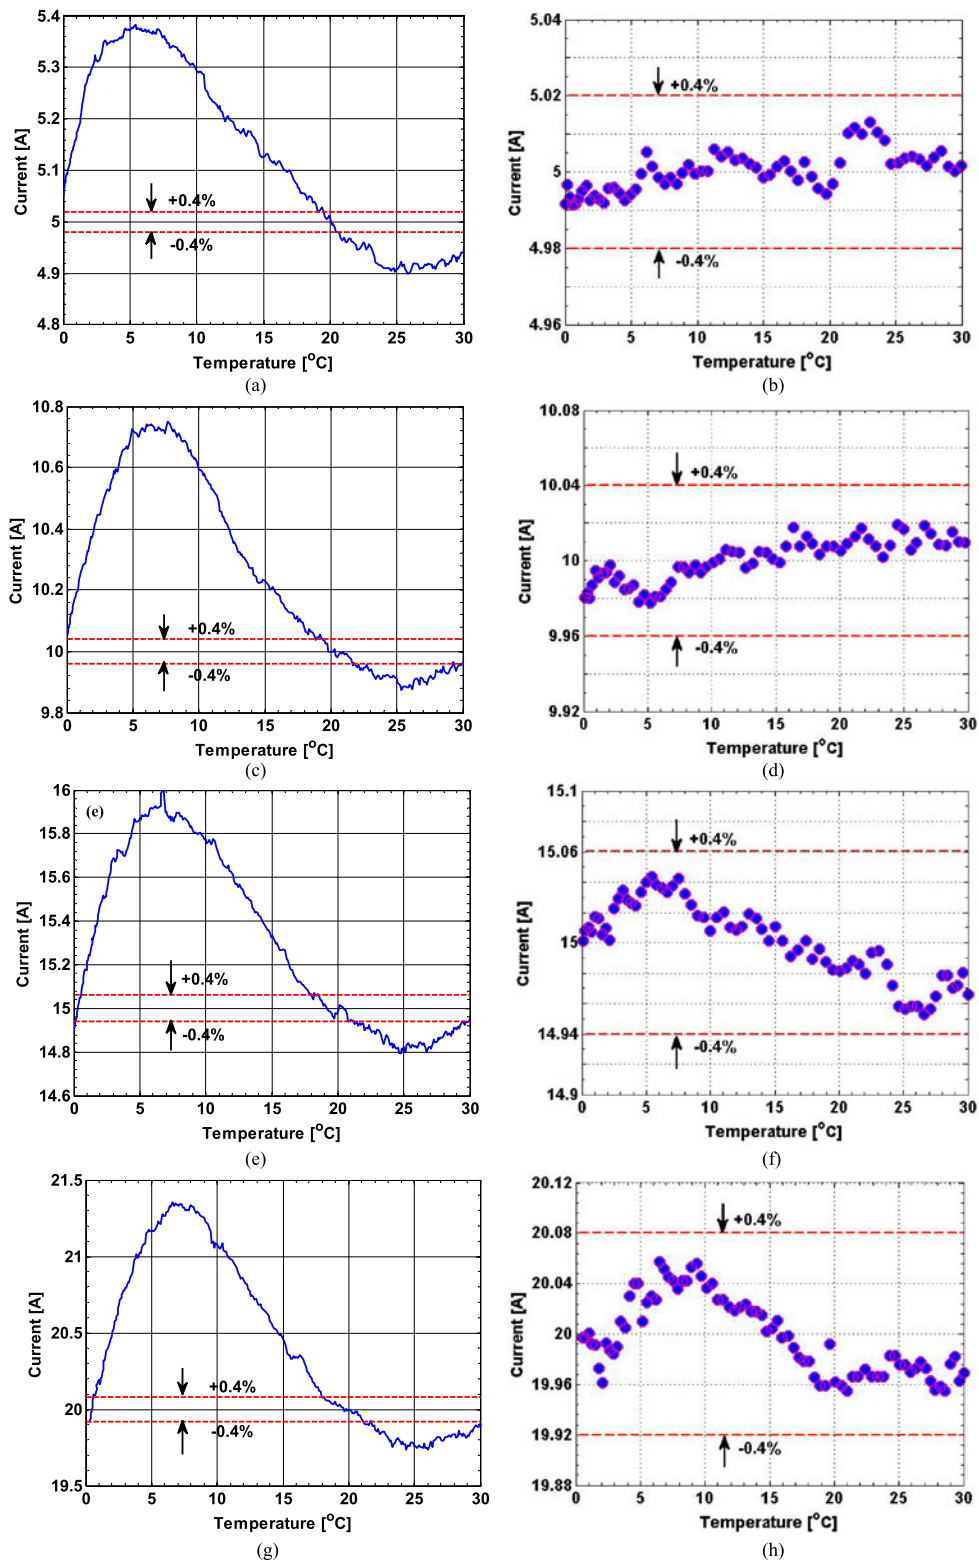 5.4
5.3
5.2
5.1
5
4.9
4.8
Current [A]
+0.4%
-0.4%
0 5 10 15 20 25 30
Temperature [°C]
(a)
5.04
5.02
5
4.98
4.96
Current [A]
+0.4%
-0.4%
0 5 10 15 20 25 30
Temperature [°C]
(b)
10.8
10.6
10.4
10.2
10
9.8
Current [A]
+0.4%
-0.4%
0 5 10 15 20 25 30
Temperature [°C]
(c)
10.08
10.04
10
9.96
9.92
Current [A]
+0.4%
-0.4%
0 5 10 15 20 25 30
Temperature [°C]
(d)
16
15.8
15.6
15.4
15.2
15
14.8
14.6
Current [A]
(e)
+0.4%
-0.4%
0 5 10 15 20 25 30
Temperature [°C]
(e)
15.1
15.06
15
14.94
14.9
Current [A]
+0.4%
-0.4%
0 5 10 15 20 25 30
Temperature [°C]
(f)
21.5
21
20.5
20
19.5
Current [A]
+0.4%
-0.4%
0 5 10 15 20 25 30
Temperature [°C]
(g)
20.12
20.08
20.04
20
19.96
19.92
19.88
Current [A]
+0.4%
-0.4%
0 5 10 15 20 25 30
Temperature [°C]
(h)